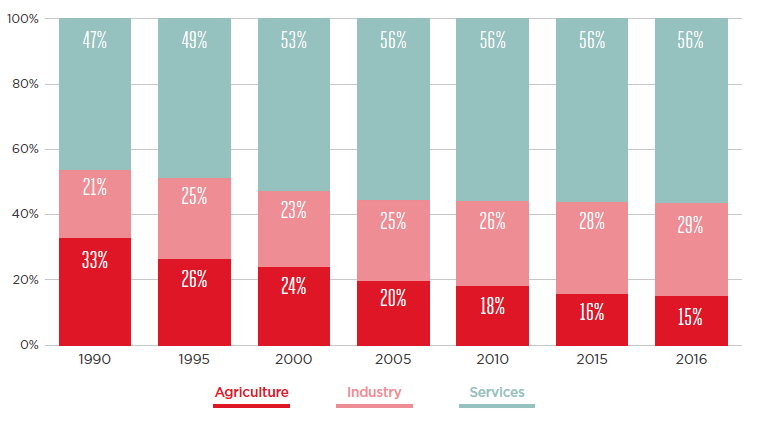 100%
80%
60%
40%
20%
0%
47% 49% 53% 56% 56% 56% 56%
21% 25% 23% 25% 26% 28% 29%
33% 26% 24% 20% 18% 16% 15%
1990 1995 2000 2005 2010 2015 2016
Agriculture Industry Services